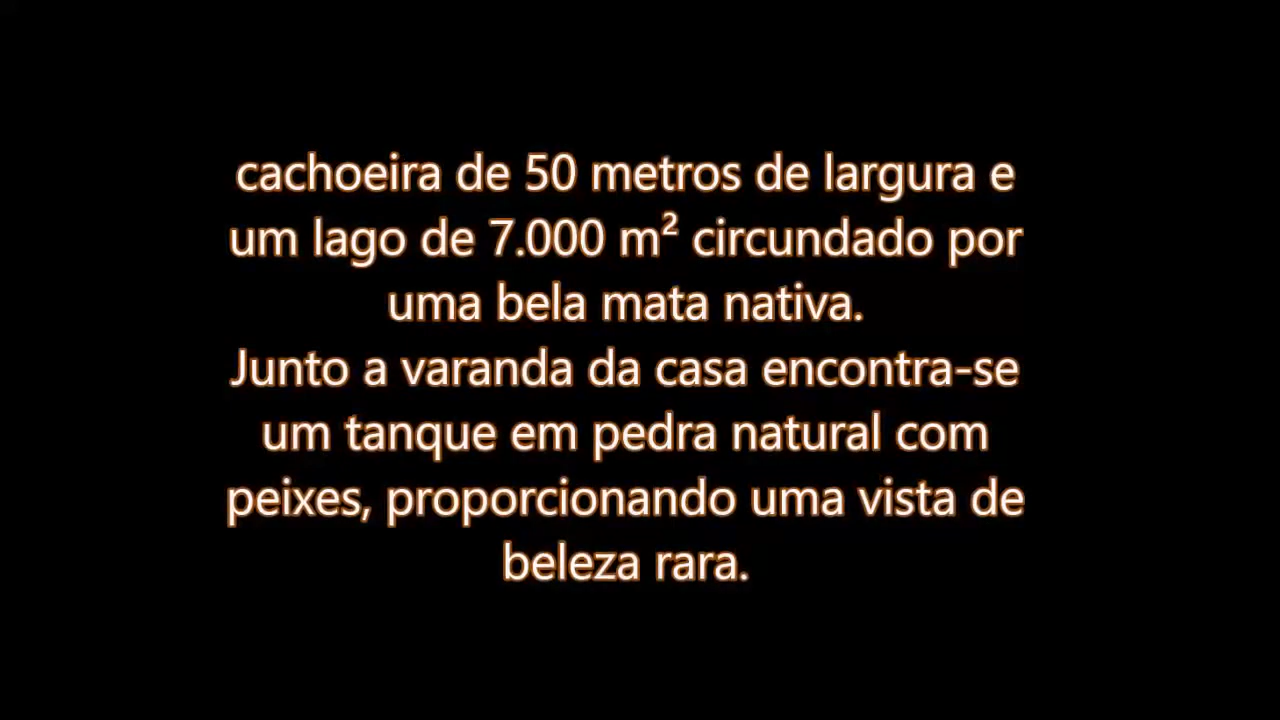 cachoeira de 50 metros de largura e
um lago de 7.000 m² circundado por
uma bela mata nativa.
Junto a varanda da casa encontra-se
um tanque em pedra natural com
peixes, proporcionando uma vista de
beleza rara.